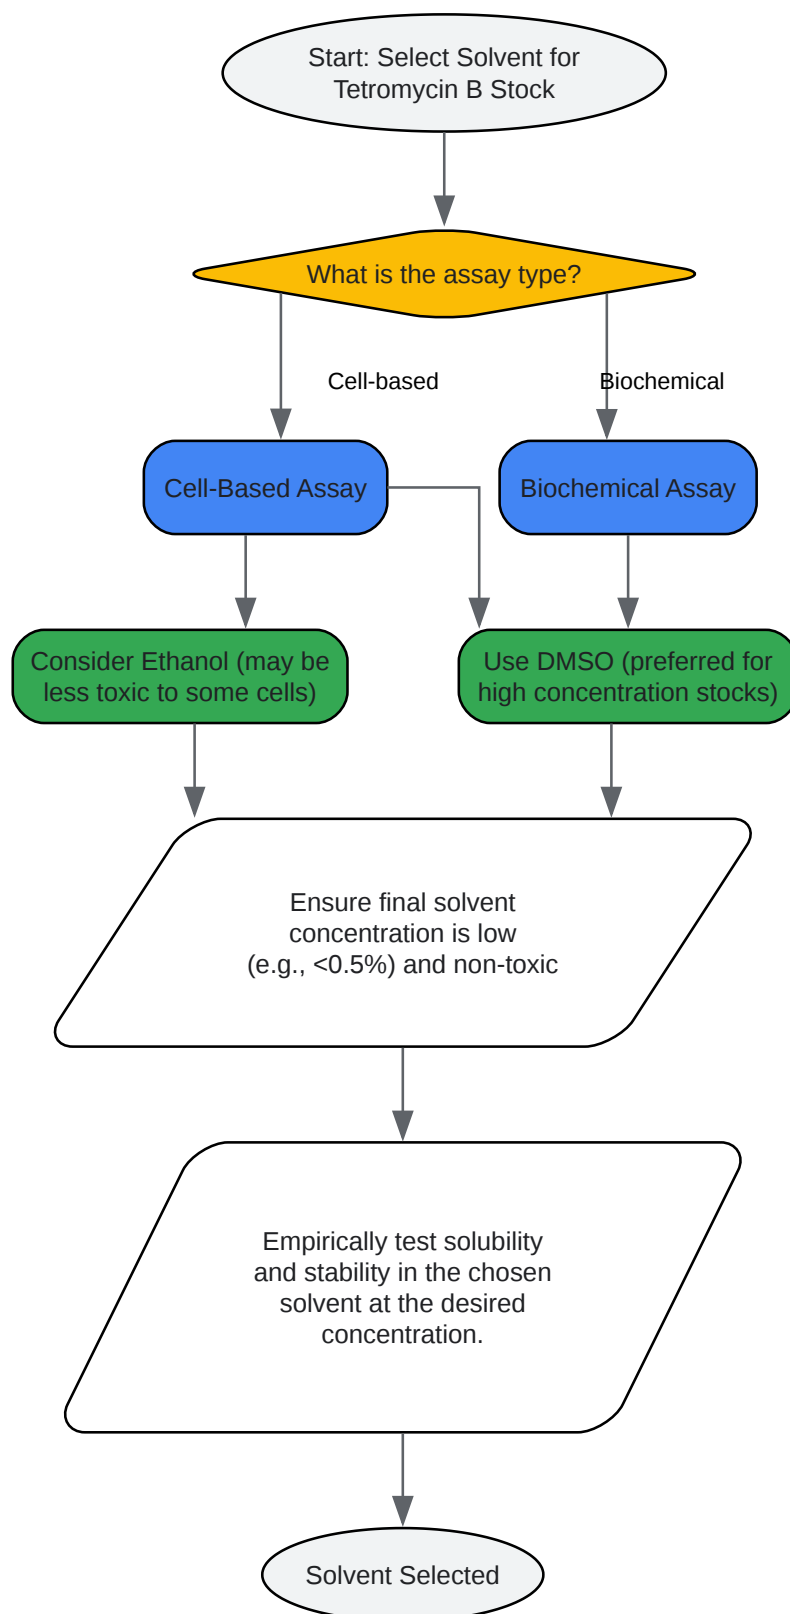 Start: Select Solvent for
Tetromycin B Stock
What is the assay type?
Cell-based
Biochemical
Cell-Based Assay
Biochemical Assay
Consider Ethanol (may be
less toxic to some cells)
Use DMSO (preferred for
high concentration stocks)
Ensure final solvent
concentration is low
(e.g., <0.5%) and non-toxic
Empirically test solubility
and stability in the chosen
solvent at the desired
concentration.
Solvent Selected